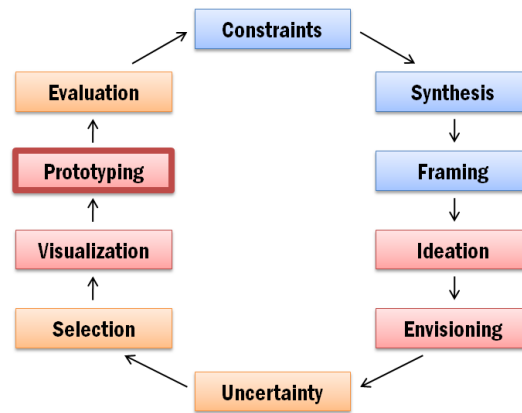 Constraints
Synthesis
Framing
Ideation
Envisioning
Uncertainty
Selection
Visualization
Prototyping
Evaluation